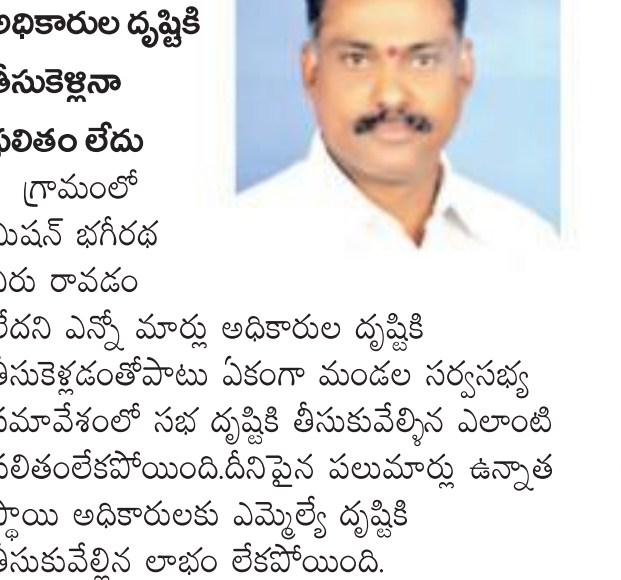 అధికారుల దృష్టికి
తీసుకెళ్లినా
ఫలితం లేదు
గ్రామంలో
మిషన్ భగీరథ
నీరు రావడం
లేదని ఎన్నో మార్లు అధికారుల దృష్టికి
తీసుకెళ్లడంతోపాటు ఏకంగా మండల సర్వసభ్య
సమావేశంలో సభ దృష్టికి తీసుకువేళ్ళిన ఎలాంటి
ఫలితంలేకపోయింది.దీనిపైన పలుమార్లు ఉన్నాత
స్థాయి అధికారులకు ఎమ్మెల్యే దృష్టికి
తీసుకువేల్లిన లాభం లేకపోయింది.